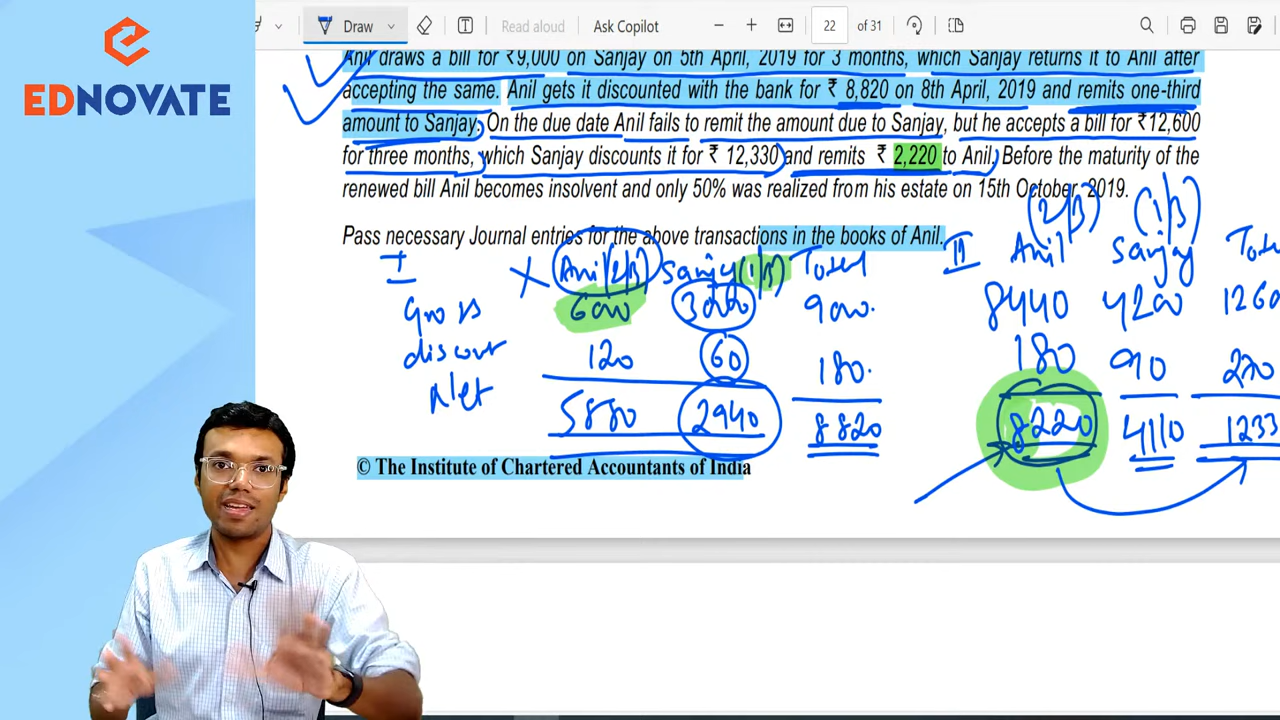 Draw
Read aloud
Ask Copilot
22
of 31
EDNOVATE
Anil draws a bill for ₹9,000 on Sanjay on 5th April, 2019 for 3 months, which Sanjay returns it to Anil after
accepting the same. Anil gets it discounted with the bank for ₹ 8,820 on 8th April, 2019 and remits one-third
amount to Sanjay. On the due date Anil fails to remit the amount due to Sanjay, but he accepts a bill for ₹12,600
for three months, which Sanjay discounts it for ₹ 12,330 and remits ₹ 2,220 to Anil. Before the maturity of the
renewed bill Anil becomes insolvent and only 50% was realized from his estate on 15th October, 2019.
Pass necessary Journal entries for the above transactions in the books of Anil.
I Anil (2/3) Sanjay (1/3) Total
Gross 6000 3000 9000.
discount 120 60 180.
Net 5880 2940 8820
(2/3) (1/3)
II Anil Sanjay Tota
8440 4200 1260
180 90 270
8220 4110 1233
© The Institute of Chartered Accountants of India